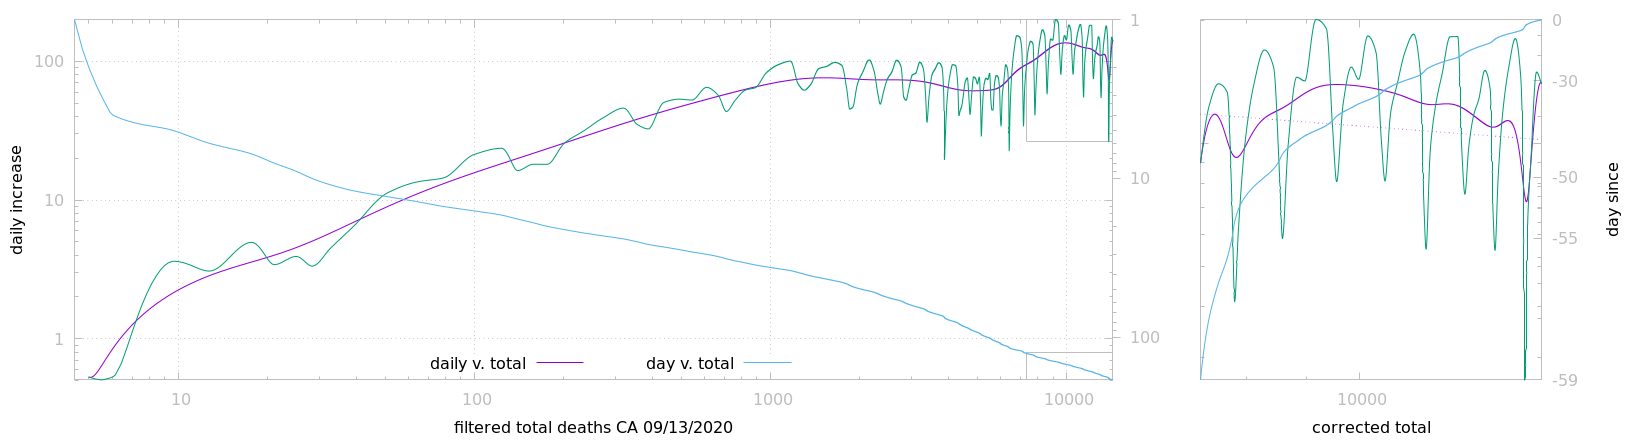 100
10
1
daily increase
10
100
1000
10000
filtered total deaths CA 09/13/2020
daily v. total
day v. total
1
10
100
0
-30
-50
-55
-59
day since
10000
corrected total